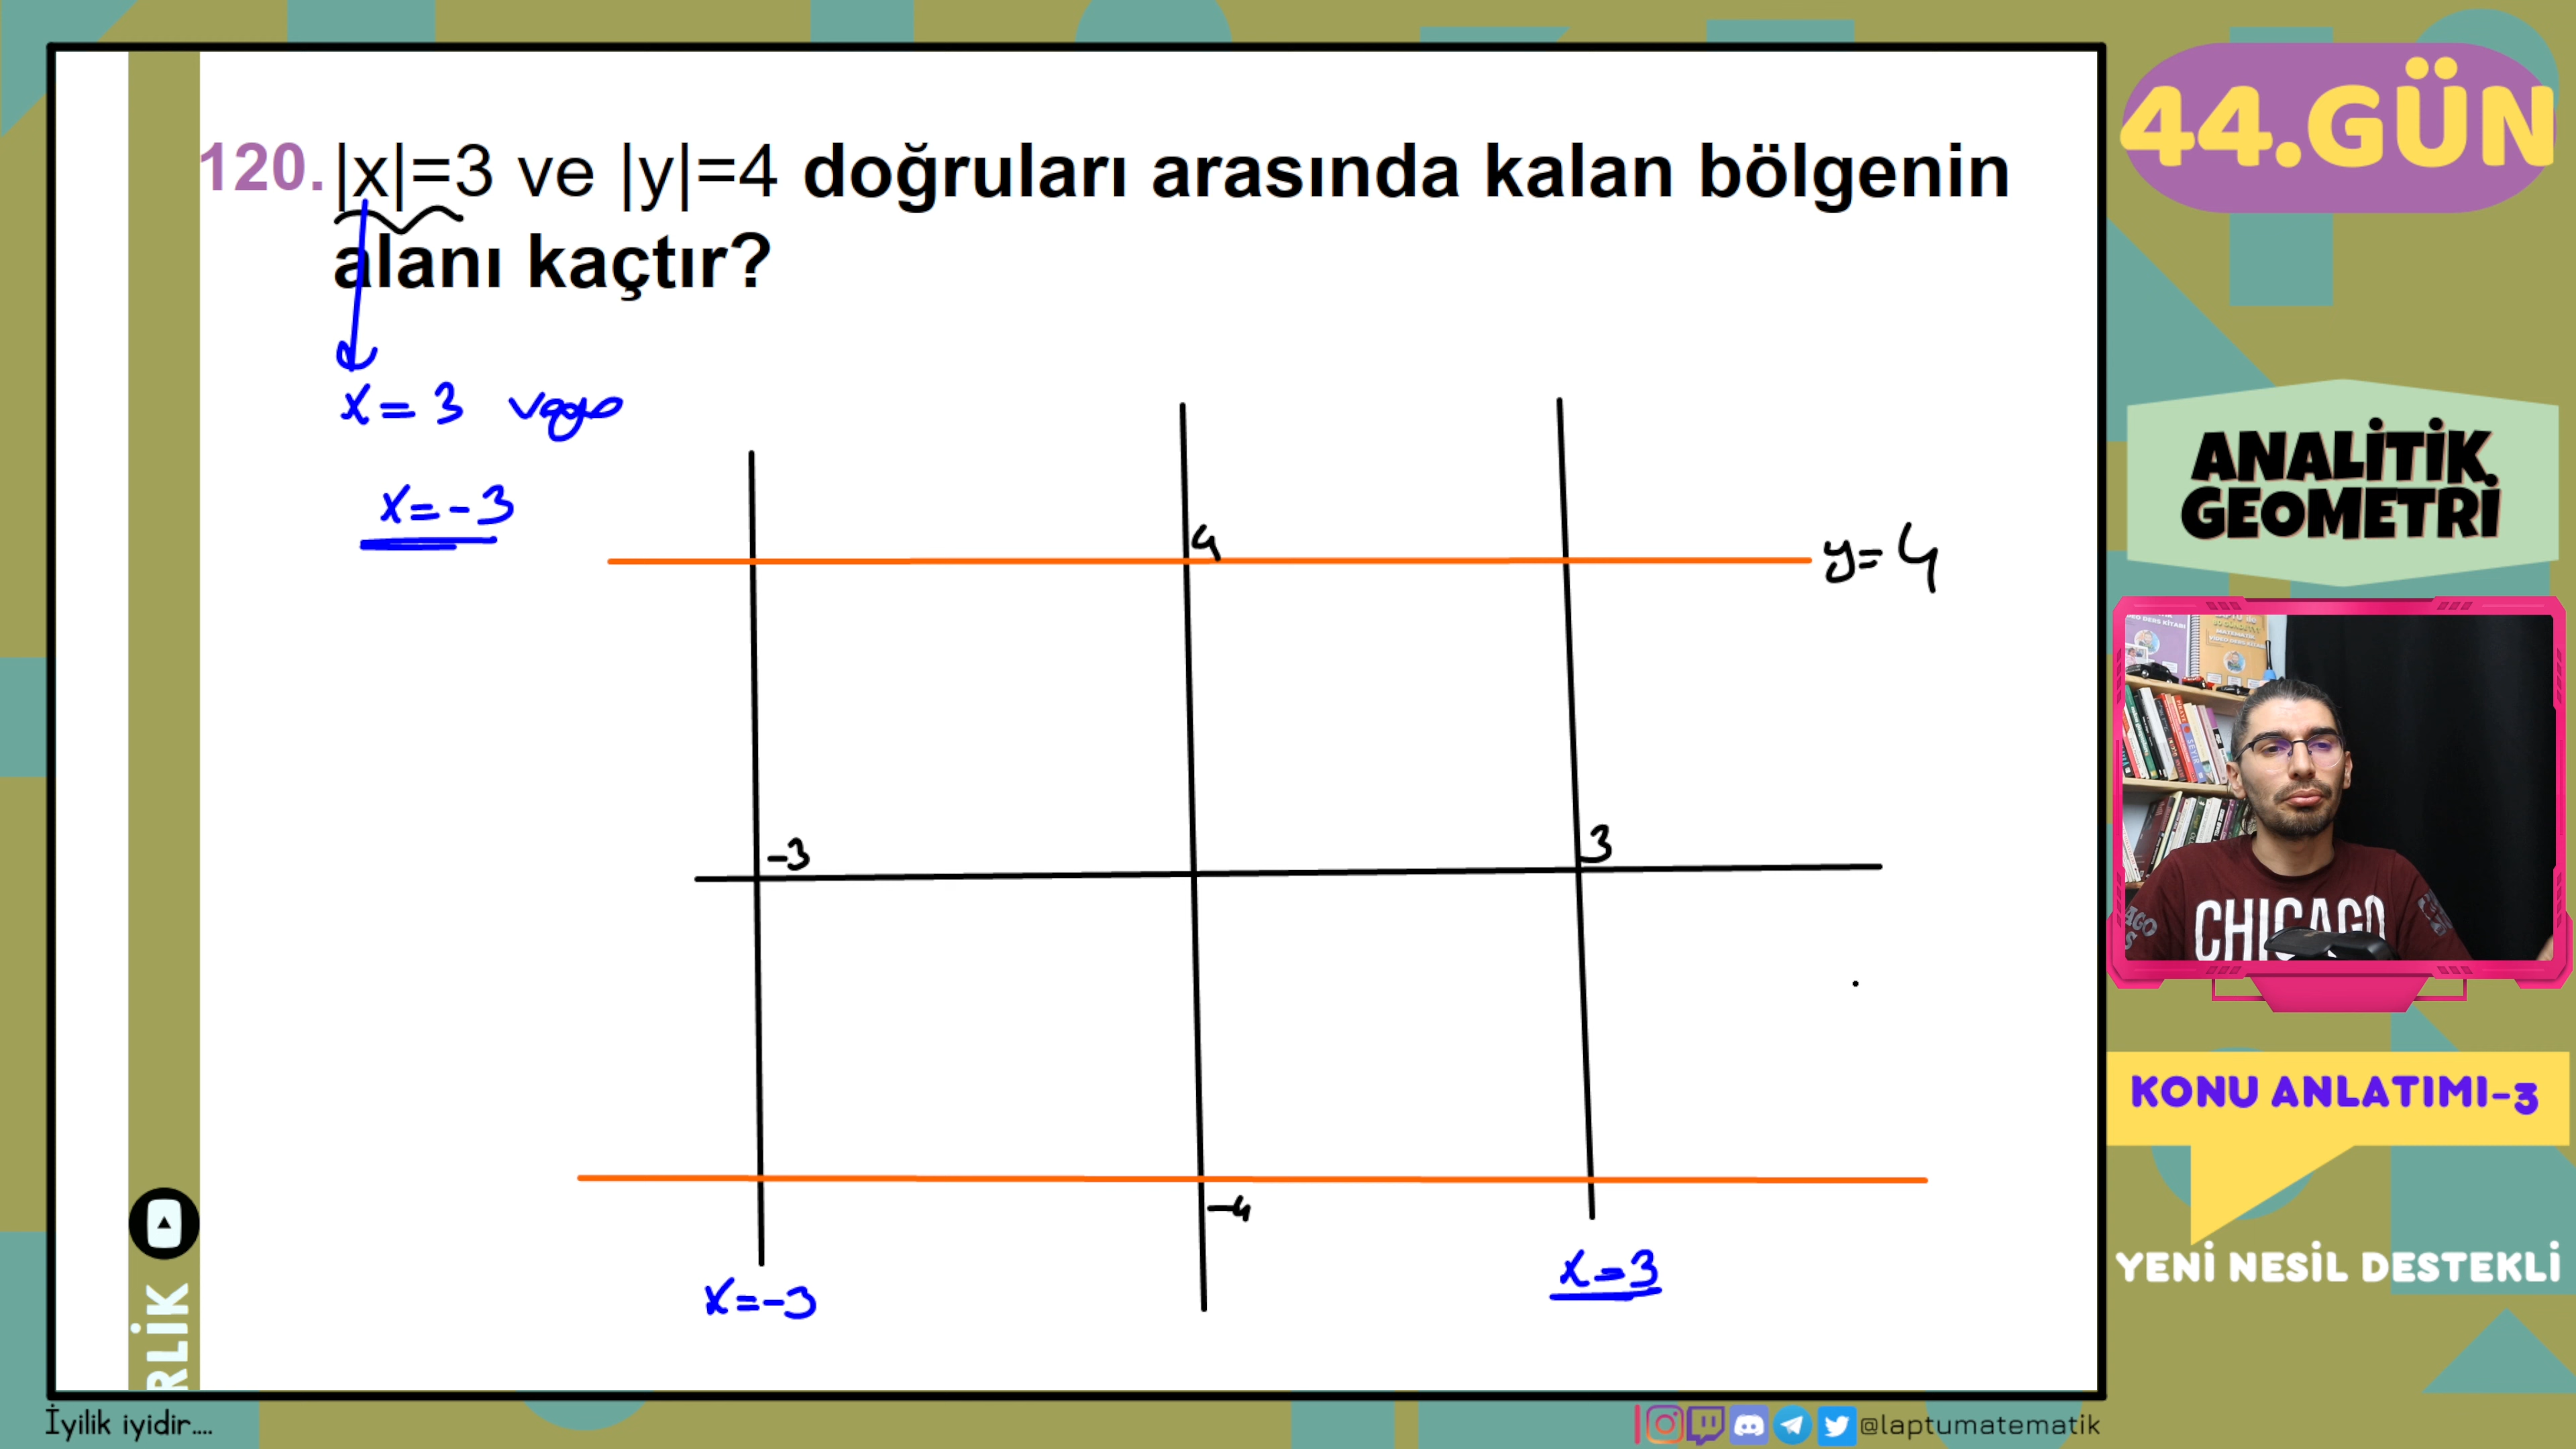 44.GÜN
120. |x|=3 ve |y|=4 doğruları arasında kalan bölgenin
alanı kaçtır?
x = 3 veya
x = -3
4
y = 4
-3
3
-4
x = -3
x = 3
ANALİTİK
GEOMETRİ
CHICAGO
KONU ANLATIMI-3
YENİ NESİL DESTEKLİ
RLİK
İyilik iyidir....
@laptumatematik